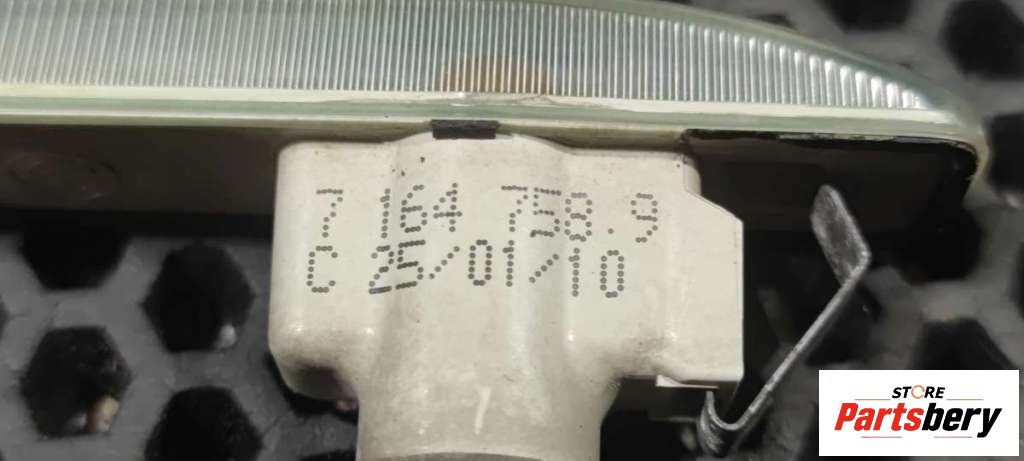 7 164 758.9
C 25/01/10
STORE
Partsbery